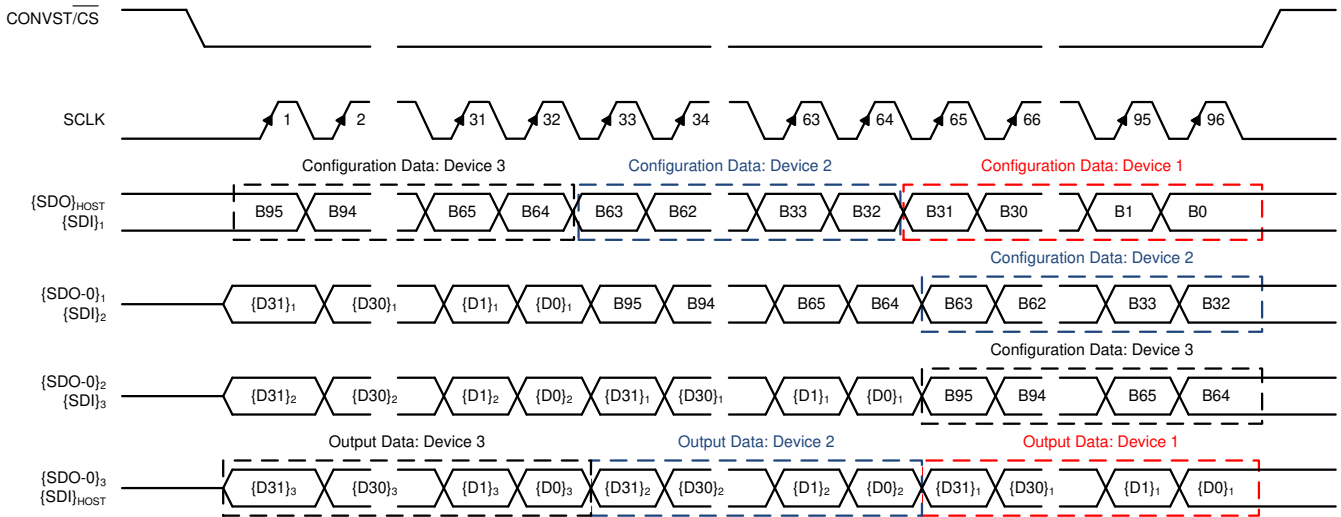 CONVST/CS
SCLK
1 2 31 32 33 34 63 64 65 66 95 96
Configuration Data: Device 3 Configuration Data: Device 2 Configuration Data: Device 1
{SDO}HOST
{SDI}1
B95 B94 B65 B64 B63 B62 B33 B32 B31 B30 B1 B0
Configuration Data: Device 2
{SDO-0}1
{SDI}2
{D31}1 {D30}1 {D1}1 {D0}1 B95 B94 B65 B64 B63 B62 B33 B32
Configuration Data: Device 3
{SDO-0}2
{SDI}3
{D31}2 {D30}2 {D1}2 {D0}2 {D31}1 {D30}1 {D1}1 {D0}1 B95 B94 B65 B64
Output Data: Device 3 Output Data: Device 2 Output Data: Device 1
{SDO-0}3
{SDI}HOST
{D31}3 {D30}3 {D1}3 {D0}3 {D31}2 {D30}2 {D1}2 {D0}2 {D31}1 {D30}1 {D1}1 {D0}1